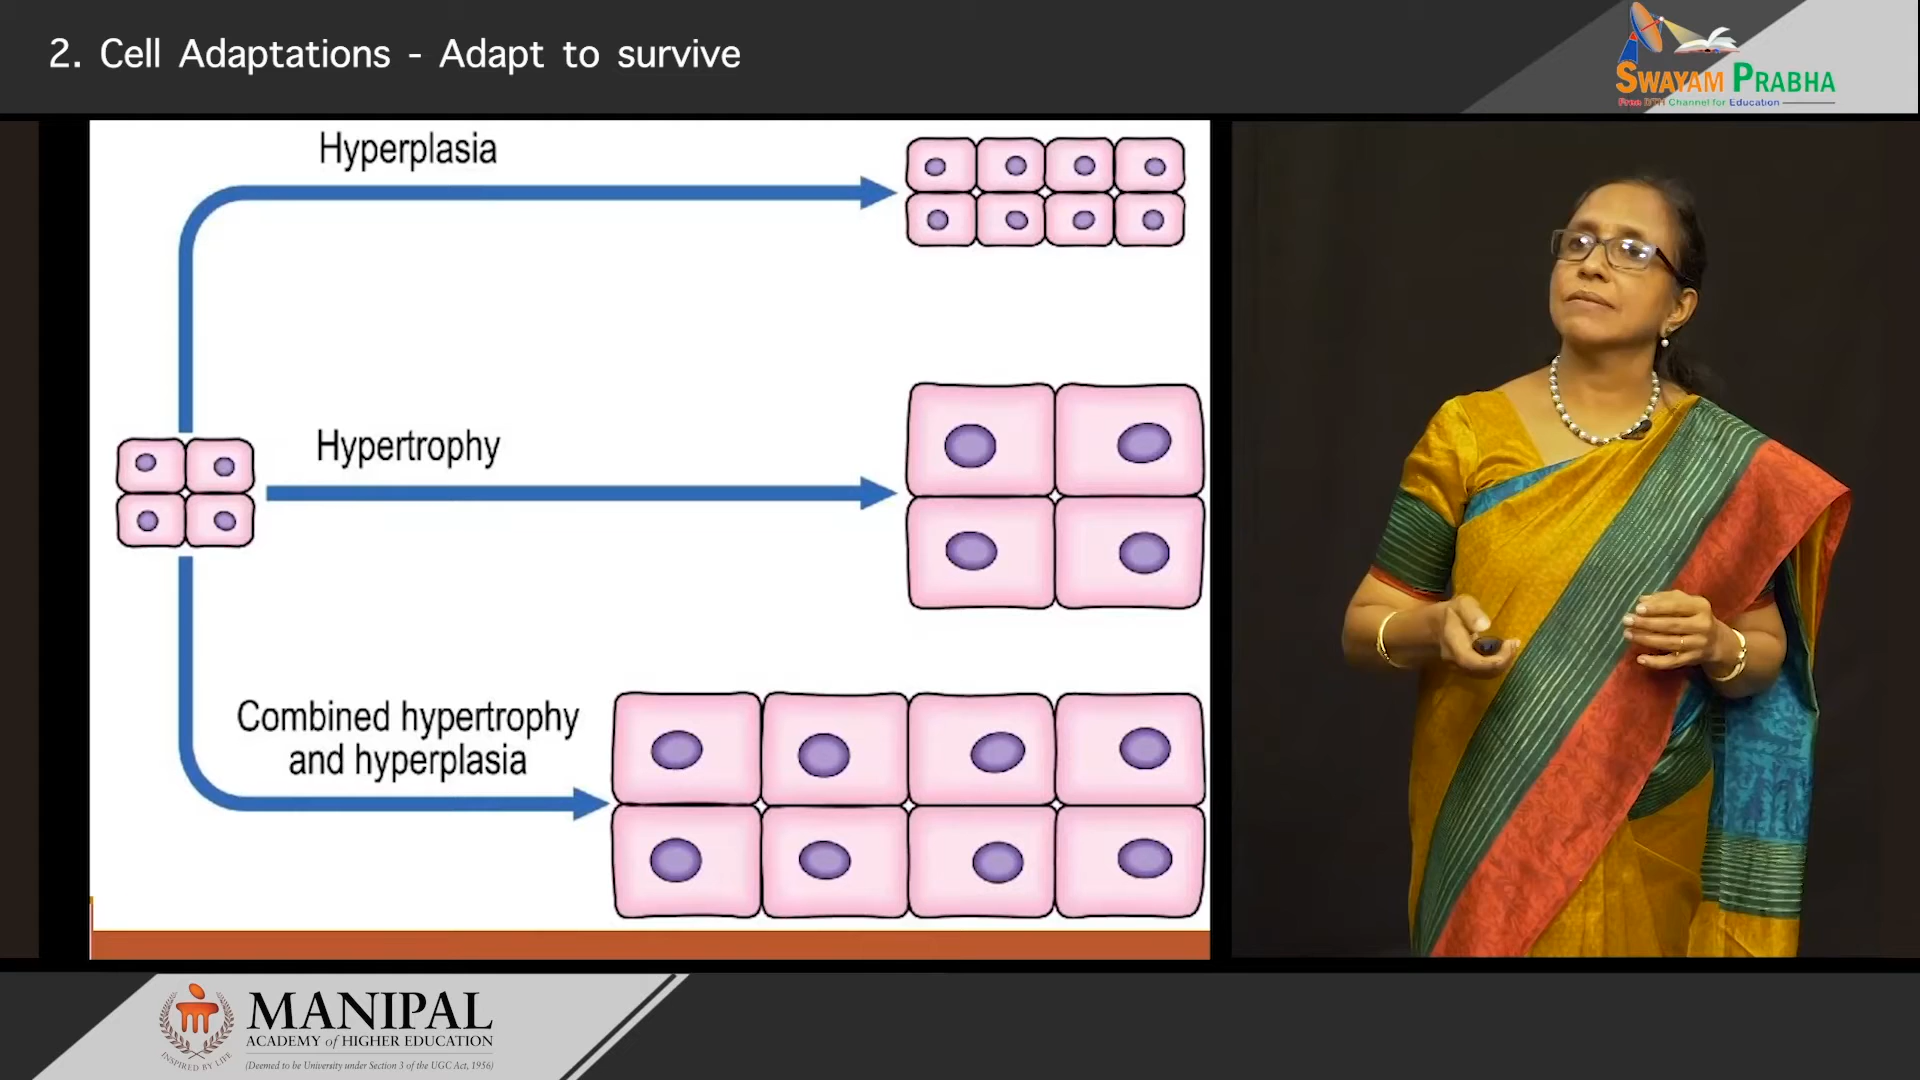 2. Cell Adaptations - Adapt to survive
SWAYAM PRABHA
Free DTH Channel for Education
Hyperplasia
Hypertrophy
Combined hypertrophy
and hyperplasia
INSPIRED BY LIFE
MANIPAL
ACADEMY of HIGHER EDUCATION
(Deemed to be University under Section 3 of the UGC Act, 1956)